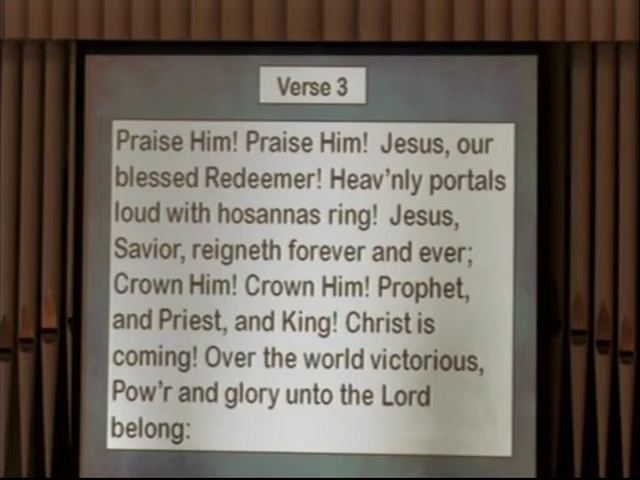 Verse 3
Praise Him! Praise Him! Jesus, our
blessed Redeemer! Heav'nly portals
loud with hosannas ring! Jesus,
Savior, reigneth forever and ever;
Crown Him! Crown Him! Prophet,
and Priest, and King! Christ is
coming! Over the world victorious,
Pow'r and glory unto the Lord
belong: